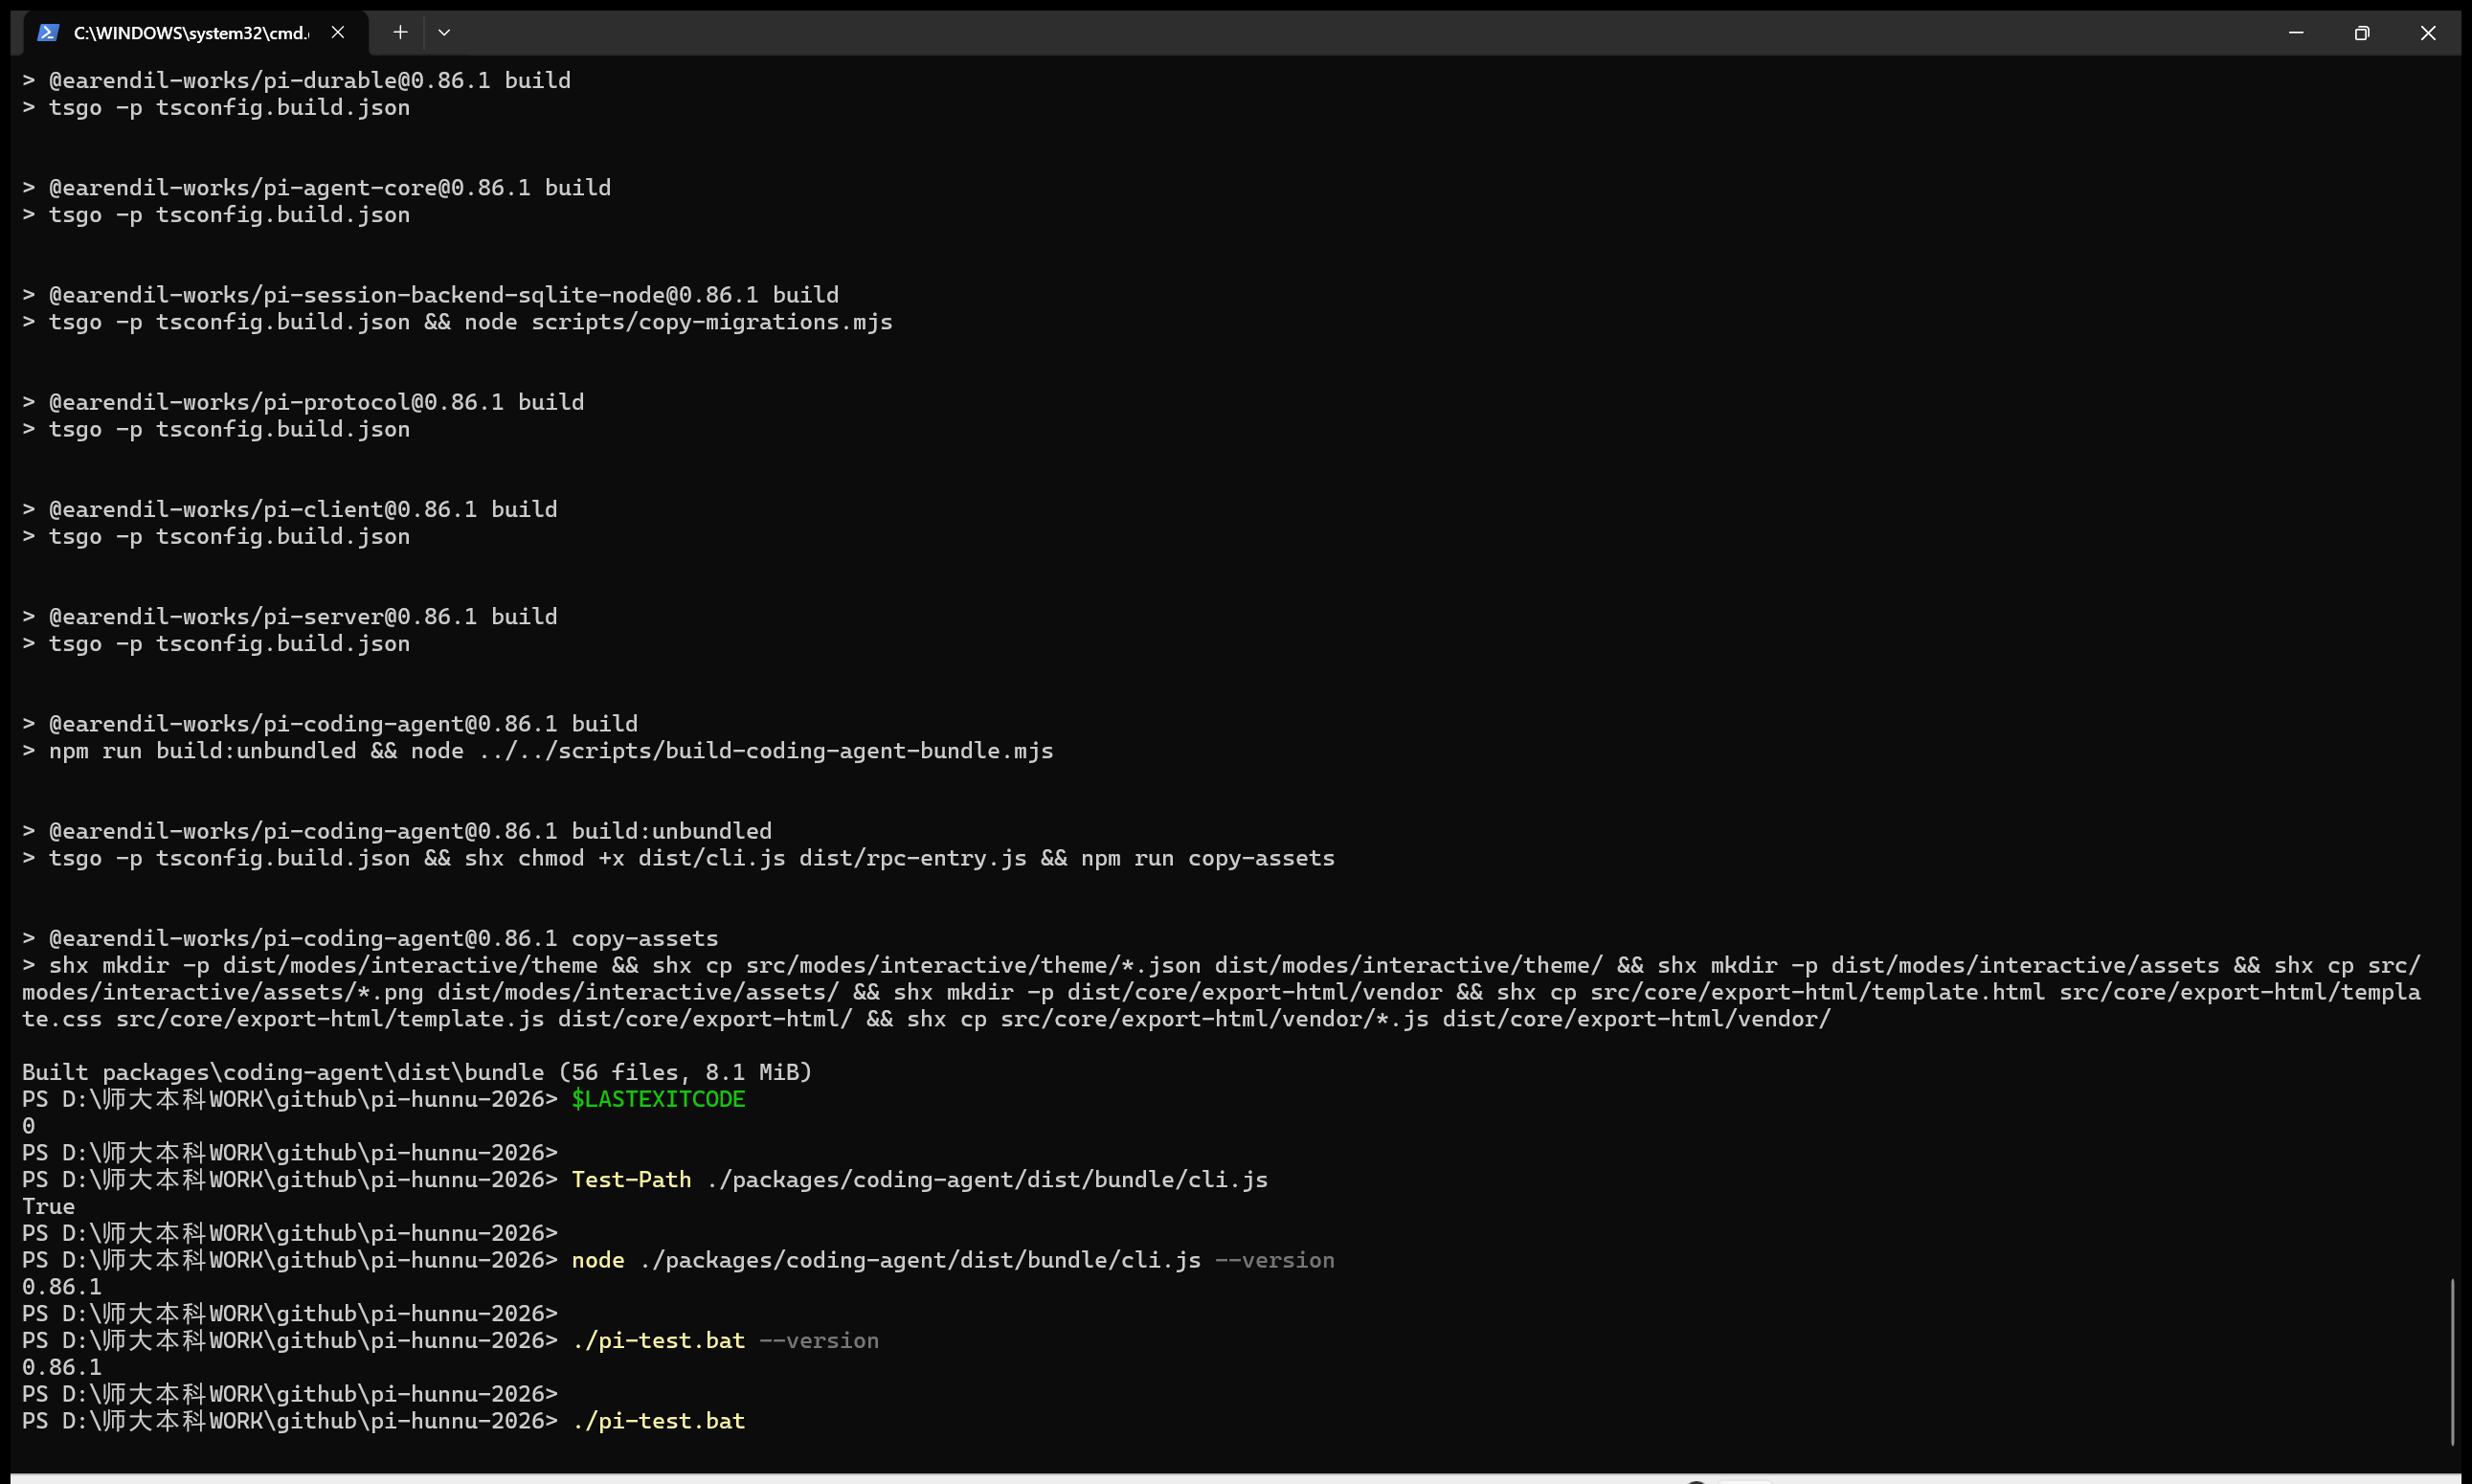 C:\WINDOWS\system32\cmd.
> @earendil-works/pi-durable@0.86.1 build
> tsgo -p tsconfig.build.json
> @earendil-works/pi-agent-core@0.86.1 build
> tsgo -p tsconfig.build.json
> @earendil-works/pi-session-backend-sqlite-node@0.86.1 build
> tsgo -p tsconfig.build.json && node scripts/copy-migrations.mjs
> @earendil-works/pi-protocol@0.86.1 build
> tsgo -p tsconfig.build.json
> @earendil-works/pi-client@0.86.1 build
> tsgo -p tsconfig.build.json
> @earendil-works/pi-server@0.86.1 build
> tsgo -p tsconfig.build.json
> @earendil-works/pi-coding-agent@0.86.1 build
> npm run build:unbundled && node ../../scripts/build-coding-agent-bundle.mjs
> @earendil-works/pi-coding-agent@0.86.1 build:unbundled
> tsgo -p tsconfig.build.json && shx chmod +x dist/cli.js dist/rpc-entry.js && npm run copy-assets
> @earendil-works/pi-coding-agent@0.86.1 copy-assets
> shx mkdir -p dist/modes/interactive/theme && shx cp src/modes/interactive/theme/*.json dist/modes/interactive/theme/ && shx mkdir -p dist/modes/interactive/assets && shx cp src/
modes/interactive/assets/*.png dist/modes/interactive/assets/ && shx mkdir -p dist/core/export-html/vendor && shx cp src/core/export-html/template.html src/core/export-html/templa
te.css src/core/export-html/template.js dist/core/export-html/ && shx cp src/core/export-html/vendor/*.js dist/core/export-html/vendor/
Built packages\coding-agent\dist\bundle (56 files, 8.1 MiB)
PS D:\师大本科WORK\github\pi-hunnu-2026> $LASTEXITCODE
0
PS D:\师大本科WORK\github\pi-hunnu-2026>
PS D:\师大本科WORK\github\pi-hunnu-2026> Test-Path ./packages/coding-agent/dist/bundle/cli.js
True
PS D:\师大本科WORK\github\pi-hunnu-2026>
PS D:\师大本科WORK\github\pi-hunnu-2026> node ./packages/coding-agent/dist/bundle/cli.js --version
0.86.1
PS D:\师大本科WORK\github\pi-hunnu-2026>
PS D:\师大本科WORK\github\pi-hunnu-2026> ./pi-test.bat --version
0.86.1
PS D:\师大本科WORK\github\pi-hunnu-2026>
PS D:\师大本科WORK\github\pi-hunnu-2026> ./pi-test.bat